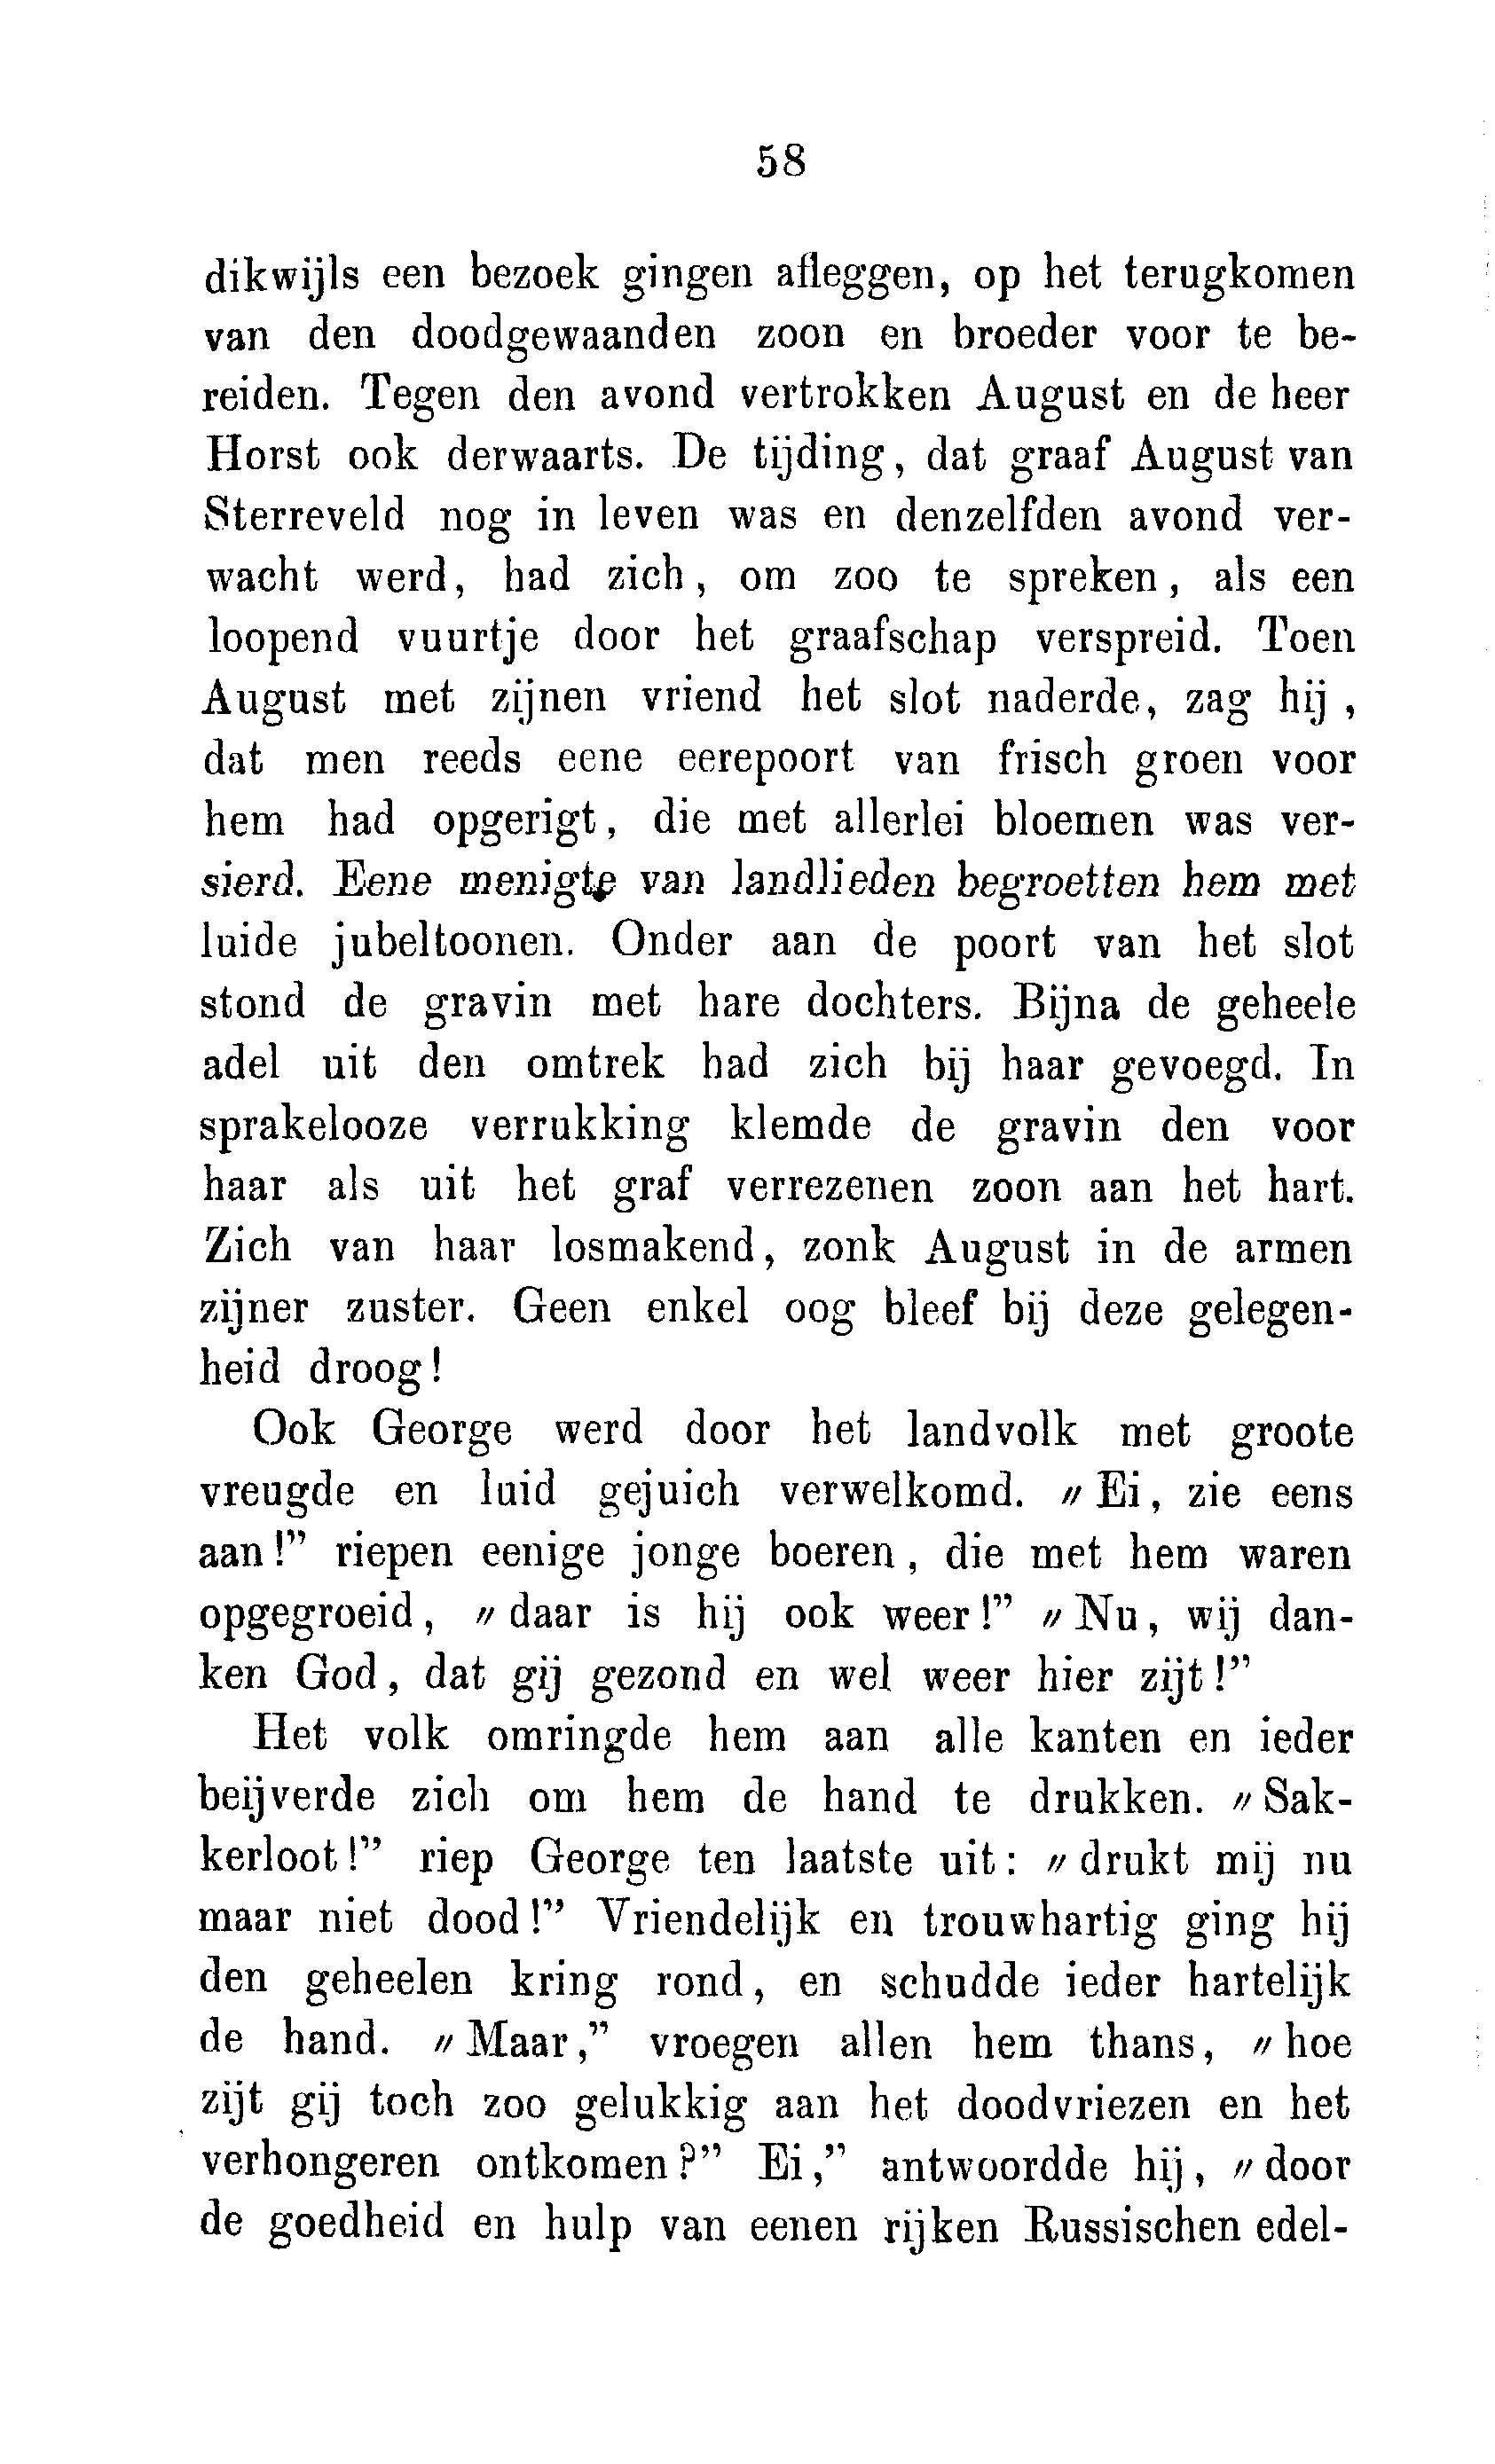 58
dikwijls een bezoek gingen afleggen, op het terugkomen
van den doodgewaanden zoon en broeder voor te be-
reiden. Tegen den avond vertrokken August en de heer
Horst ook derwaarts. De tijding, dat graaf August van
Sterreveld nog in leven was en denzelfden avond ver-
wacht werd, had zich, om zoo te spreken, als een
loopend vuurtje door het graafschap verspreid. Toen
August met zijnen vriend het slot naderde, zag hij,
dat men reeds eene eerepoort van frisch groen voor
hem had opgerigt, die met allerlei bloemen was ver-
sierd. Eene menigte van landlieden begroetten hem met
luide jubeltoonen. Onder aan de poort van het slot
stond de gravin met hare dochters. Bijna de geheele
adel uit den omtrek had zich bij haar gevoegd. In
sprakelooze verrukking klemde de gravin den voor
haar als uit het graf verrezenen zoon aan het hart.
Zich van haar losmakend, zonk August in de armen
zijner zuster. Geen enkel oog bleef bij deze gelegen-
heid droog!
Ook George werd door het landvolk met groote
vreugde en luid gejuich verwelkomd. 〃Ei, zie eens
aan!” riepen eenige jonge boeren, die met hem waren
opgegroeid, 〃daar is hij ook weer!” 〃Nu, wij dan-
ken God, dat gij gezond en wel weer hier zijt!”
Het volk omringde hem aan alle kanten en ieder
beijverde zich om hem de hand te drukken. 〃Sak-
kerloot!” riep George ten laatste uit: 〃drukt mij nu
maar niet dood!” Vriendelijk en trouwhartig ging hij
den geheelen kring rond, en schudde ieder hartelijk
de hand. 〃Maar,” vroegen allen hem thans, 〃hoe
zijt gij toch zoo gelukkig aan het doodvriezen en het
verhongeren ontkomen?” Ei,” antwoordde hij, 〃door
de goedheid en hulp van eenen rijken Russischen edel-